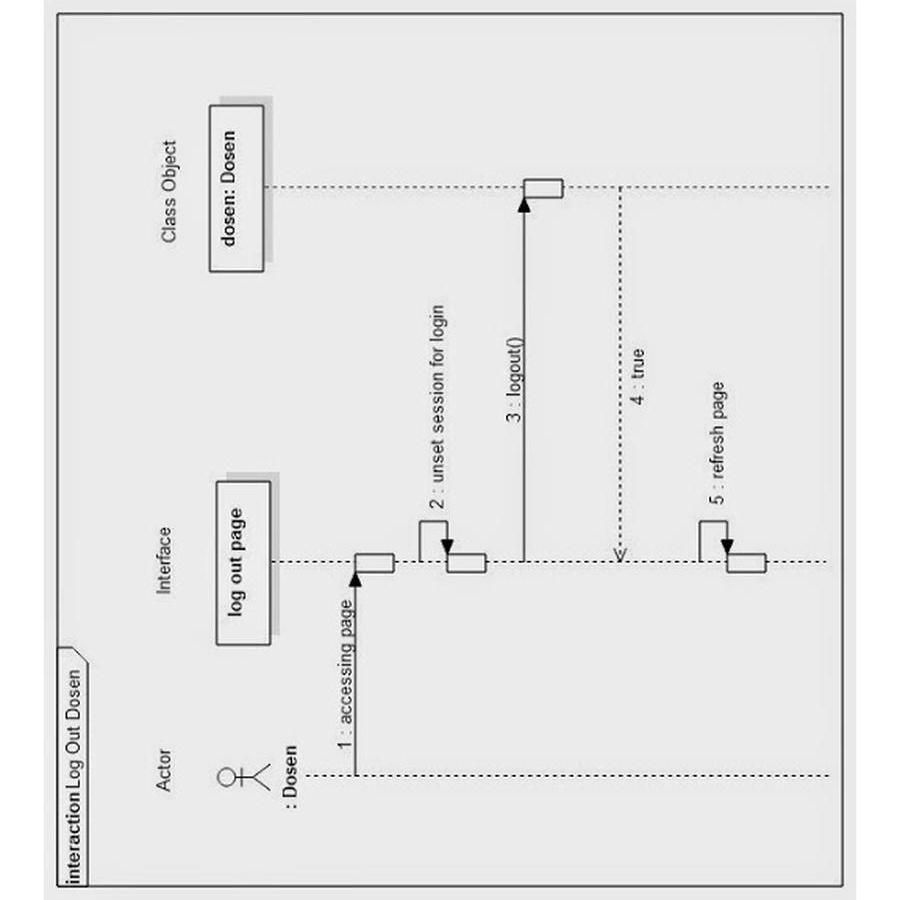 interaction Log Out Dosen
Actor
Interface
Class Object
: Dosen
log out page
dosen: Dosen
1 : accessing page
2 : unset session for login
3 : logout()
4 : true
5 : refresh page